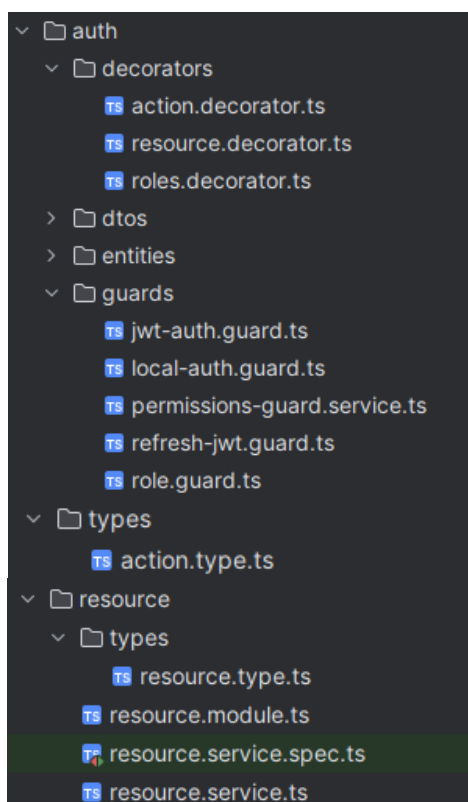 auth
decorators
TS action.decorator.ts
TS resource.decorator.ts
TS roles.decorator.ts
dtos
entities
guards
TS jwt-auth.guard.ts
TS local-auth.guard.ts
TS permissions-guard.service.ts
TS refresh-jwt.guard.ts
TS role.guard.ts
types
TS action.type.ts
resource
types
TS resource.type.ts
TS resource.module.ts
TS resource.service.spec.ts
TS resource.service.ts